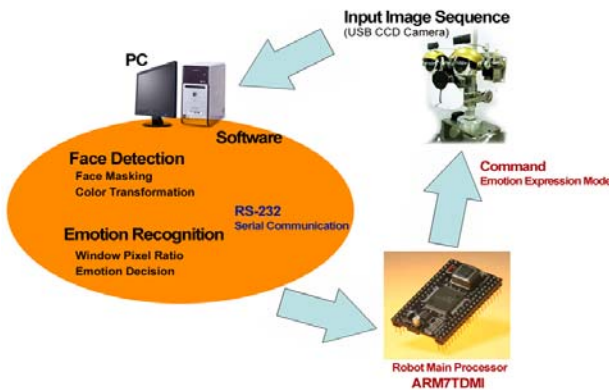 Input Image Sequence
(USB CCD Camera)
PC
Software
Face Detection
Face Masking
Color Transformation
RS-232
Serial Communication
Emotion Recognition
Window Pixel Ratio
Emotion Decision
Command
Emotion Expression Mode
Robot Main Processor
ARM7TDMI